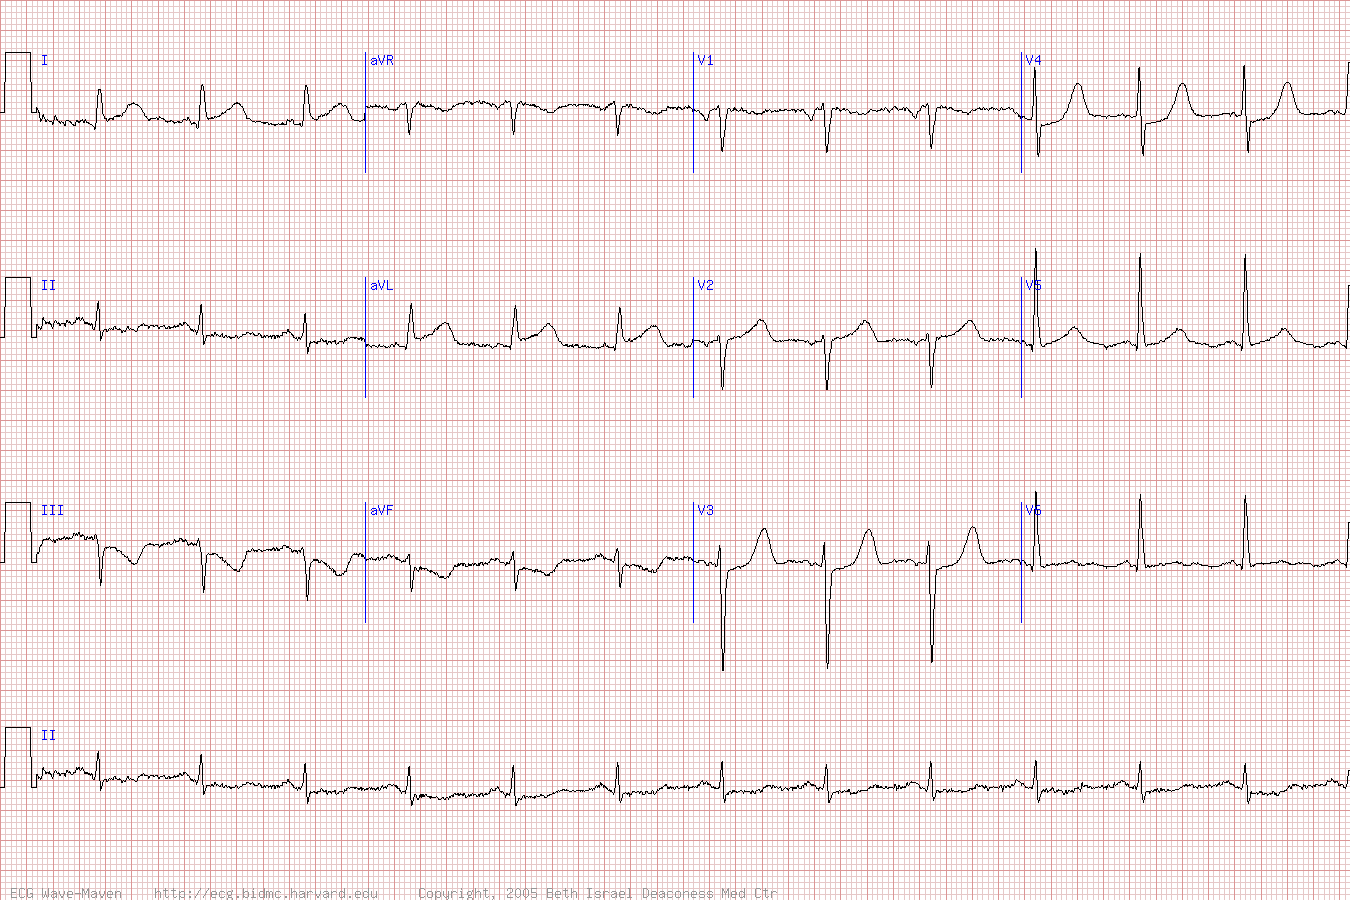 I aVR V1 V4
II aVL V2 V5
III aVF V3 V6
II
ECG Wave-Maven http://ecg.bidmc.harvard.edu Copyright, 2005 Beth Israel Deaconess Med Ctr